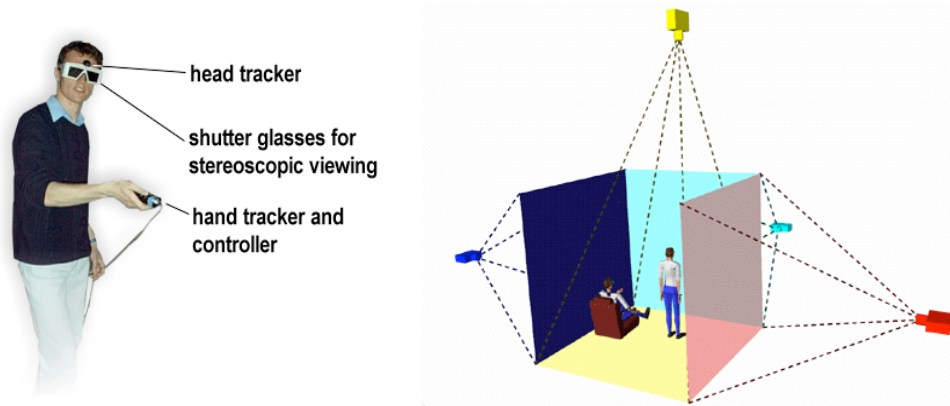 head tracker
shutter glasses for
stereoscopic viewing
hand tracker and
controller